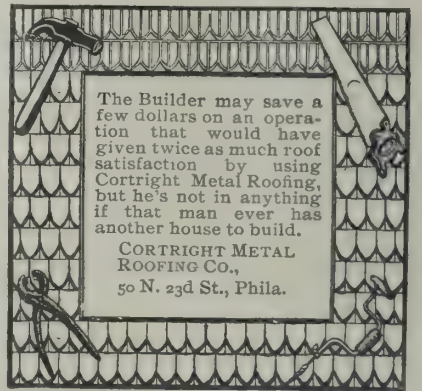 The Builder may save a
few dollars on an opera-
tion that would have
given twice as much roof
satisfaction by using
Cortright Metal Roofing,
but he's not in anything
if that man ever has
another house to build.
CORTRIGHT METAL
ROOFING CO.,
50 N. 23d St., Phila.